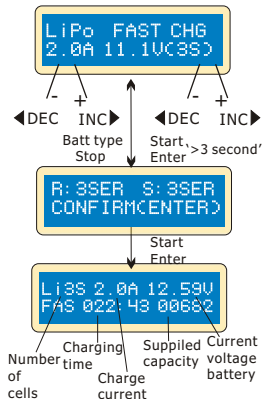 LiPo FAST CHG
2.0A 11.1V(3S)
- + - +
◀DEC INC▶ ◀DEC INC▶
Batt type
Stop
Start
Enter '>3 second'
R: 3SER S: 3SER
CONFIRM(ENTER)
Start
Enter
Li3S 2.0A 12.59V
FAS 022: 43 00682
Number
of
cells
Charging
time
Charge
current
Suppiled
capacity
Current
voltage
battery